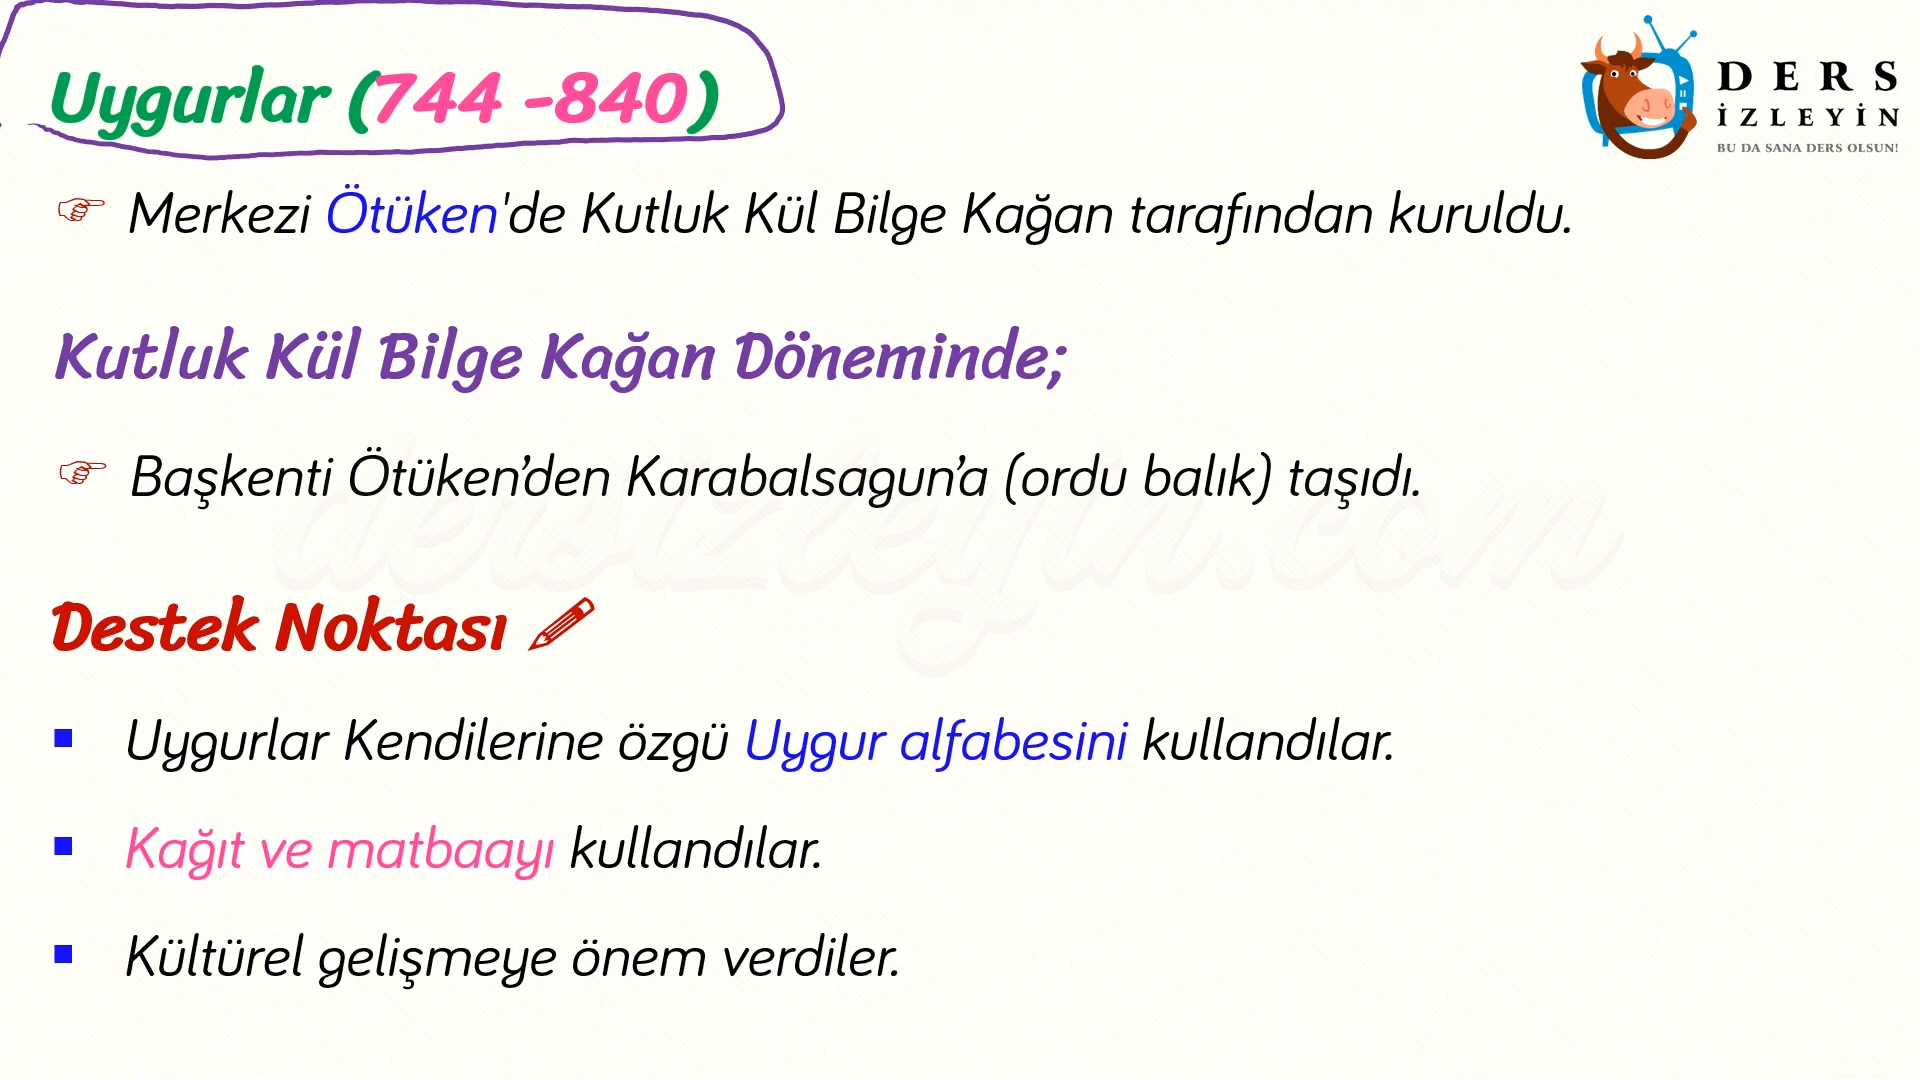 Uygurlar (744 -840)
DERS
İZLEYİN
BU DA SANA DERS OLSUN!
☞ Merkezi Ötüken'de Kutluk Kül Bilge Kağan tarafından kuruldu.
Kutluk Kül Bilge Kağan Döneminde;
☞ Başkenti Ötüken’den Karabalsagun’a (ordu balık) taşıdı.
dersizleyin.com
Destek Noktası ✏
▪ Uygurlar Kendilerine özgü Uygur alfabesini kullandılar.
▪ Kağıt ve matbaayı kullandılar.
▪ Kültürel gelişmeye önem verdiler.